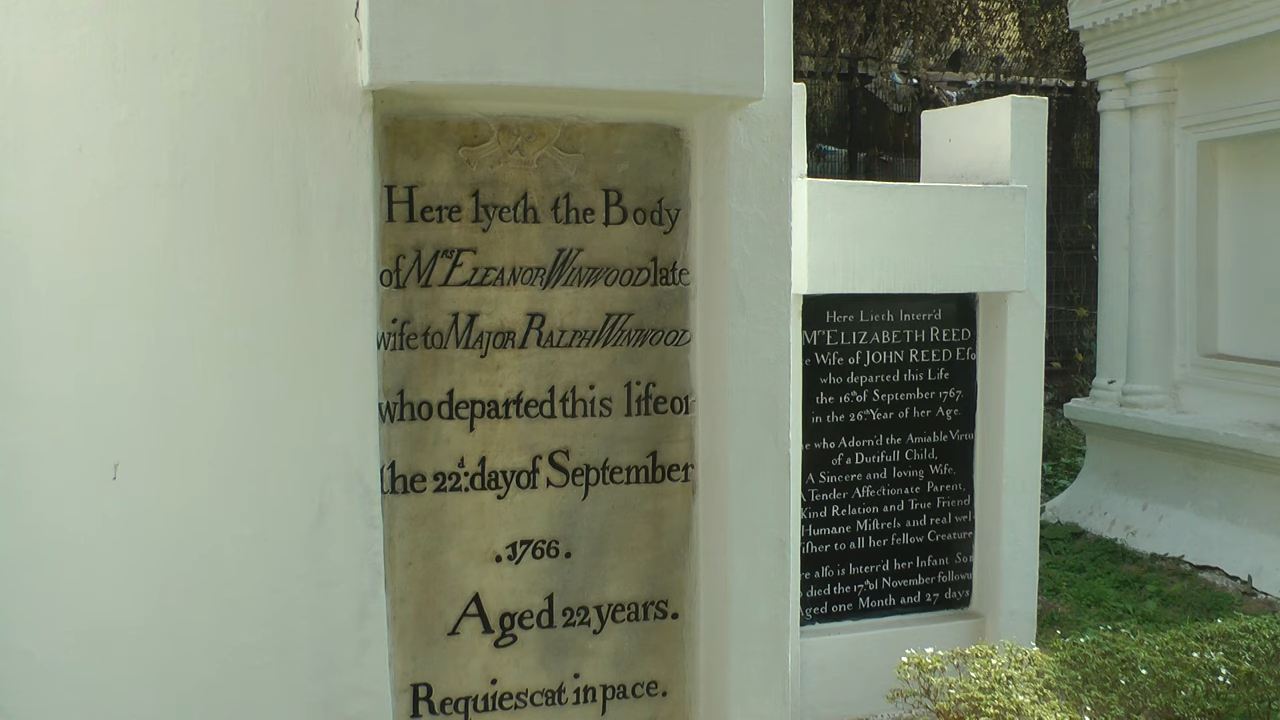 Here lyeth the Body
of Mrs ELEANOR WINWOOD late
wife to MAJOR RALPH WINWOOD
who departed this life on
the 22d: day of September
.1766.
Aged 22 years.
Requiescat in pace.
Here Lieth Interr'd
Mrs ELIZABETH REED
e Wife of JOHN REED Esq
who departed this Life
the 16th of September 1767.
in the 26th Year of her Age.
e who Adorn'd the Amiable Virtu
of a Dutifull Child,
A Sincere and loving Wife,
A Tender Affectionate Parent,
Kind Relation and True Friend
Humane Mistress and real wel
isher to all her fellow Creature
re also is Interr'd her Infant Son
died the 17th of November followi
Aged one Month and 27 days